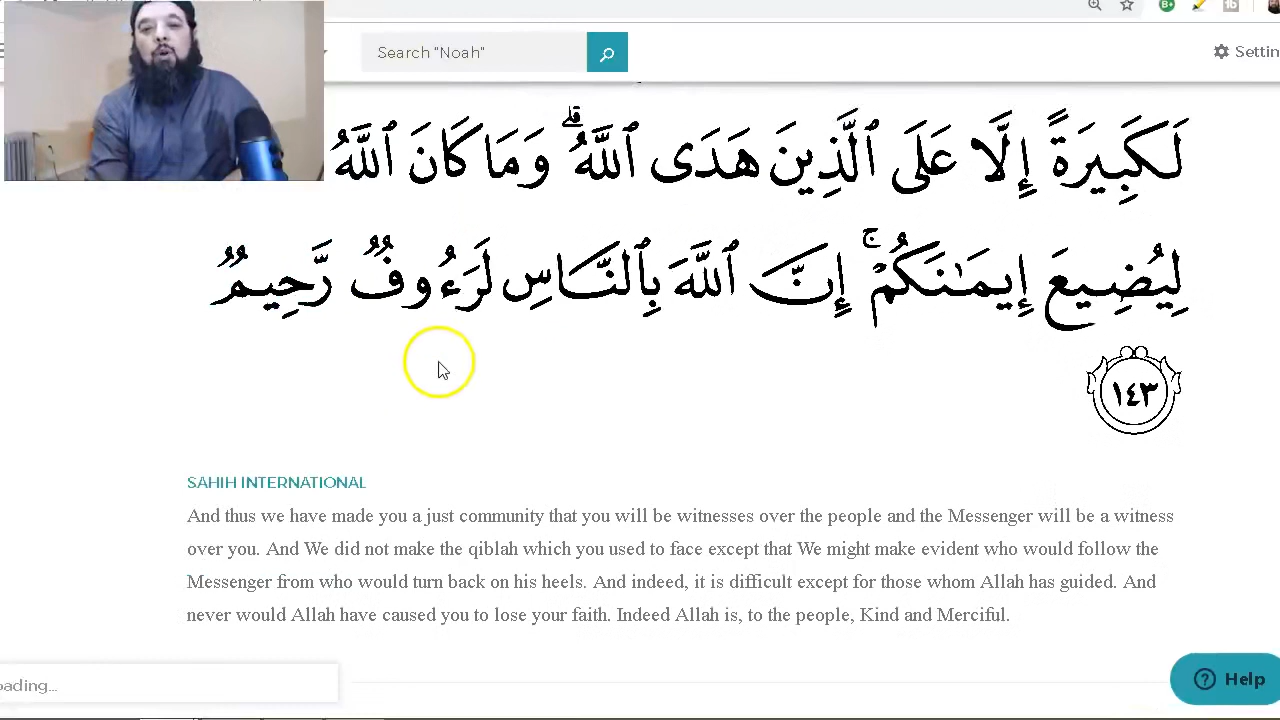 Search "Noah"
Settin
لَكَبِيرَةً إِلَّا عَلَى ٱلَّذِينَ هَدَى ٱللَّهُ ۗ وَمَا كَانَ ٱللَّهُ
لِيُضِيعَ إِيمَـٰنَكُمْ ۚ إِنَّ ٱللَّهَ بِٱلنَّاسِ لَرَءُوفٌ رَّحِيمٌ
١٤٣
SAHIH INTERNATIONAL
And thus we have made you a just community that you will be witnesses over the people and the Messenger will be a witness
over you. And We did not make the qiblah which you used to face except that We might make evident who would follow the
Messenger from who would turn back on his heels. And indeed, it is difficult except for those whom Allah has guided. And
never would Allah have caused you to lose your faith. Indeed Allah is, to the people, Kind and Merciful.
oading...
Help